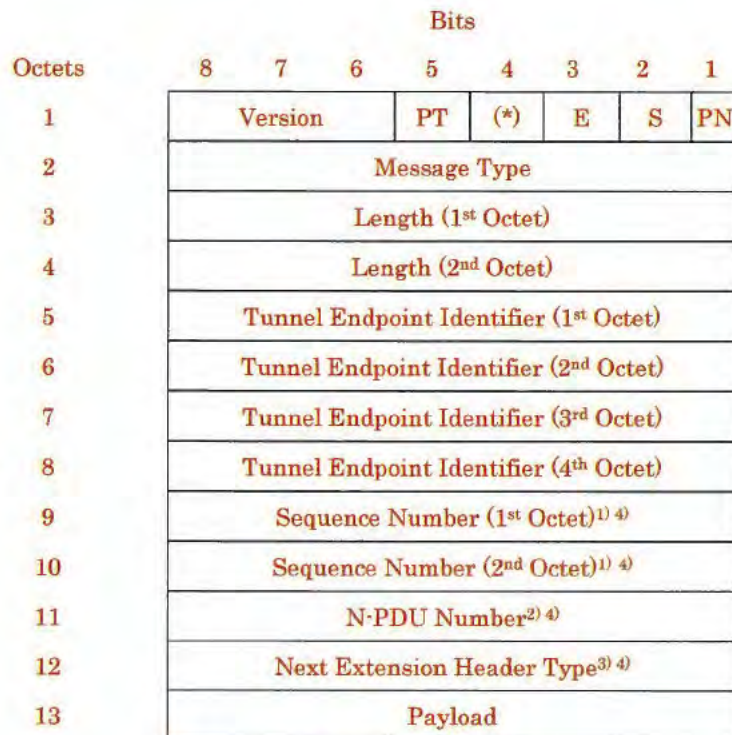 Bits
Octets 8 7 6 5 4 3 2 1
1 Version PT (*) E S PN
2 Message Type
3 Length (1st Octet)
4 Length (2nd Octet)
5 Tunnel Endpoint Identifier (1st Octet)
6 Tunnel Endpoint Identifier (2nd Octet)
7 Tunnel Endpoint Identifier (3rd Octet)
8 Tunnel Endpoint Identifier (4th Octet)
9 Sequence Number (1st Octet)1) 4)
10 Sequence Number (2nd Octet)1) 4)
11 N-PDU Number2) 4)
12 Next Extension Header Type3) 4)
13 Payload